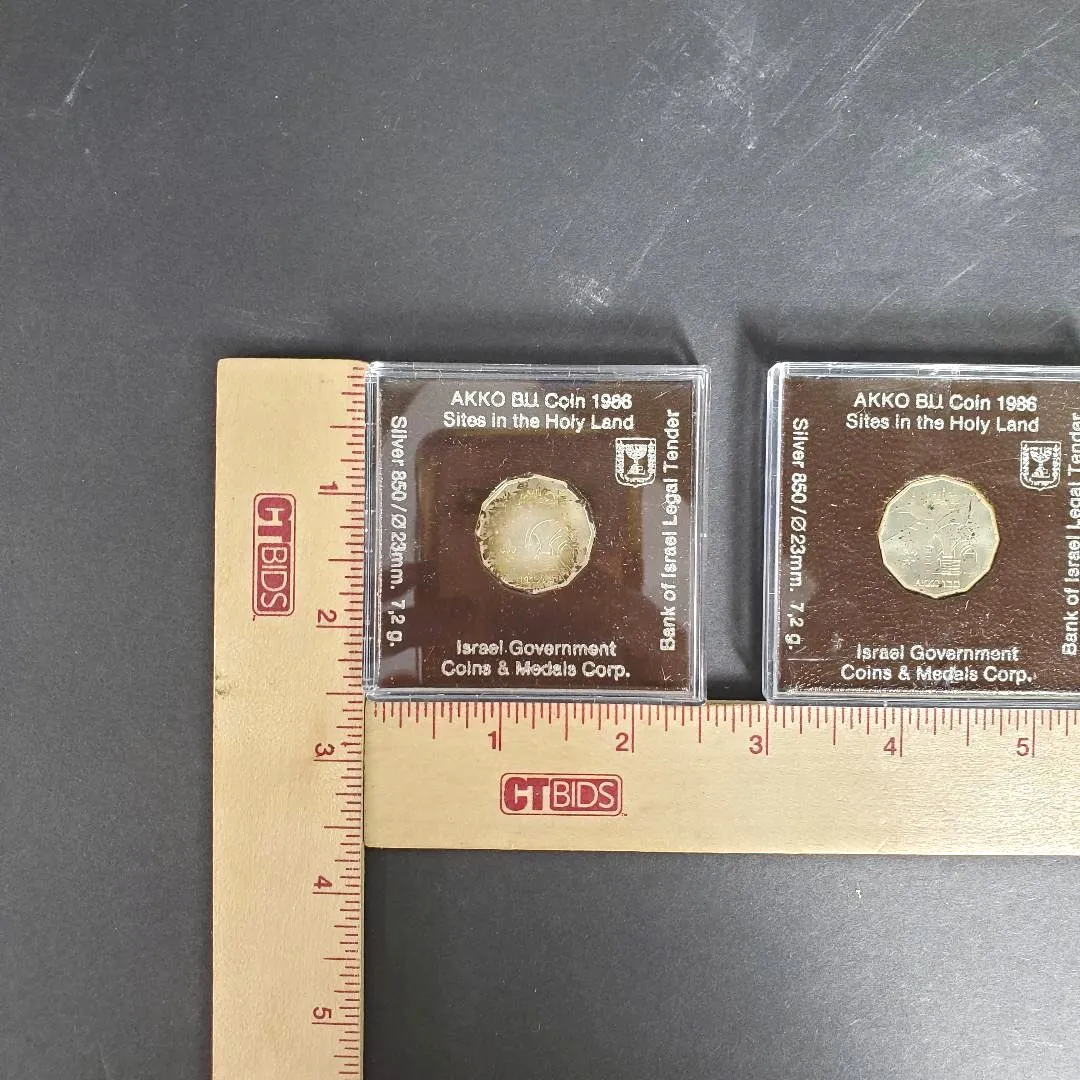 AKKO B.U. Coin 1986
Sites in the Holy Land
Silver 850 / Ø 23mm. 7,2 g.
Bank of Israel Legal Tender
Israel Government
Coins & Medals Corp.
AKKO B.U. Coin 1986
Sites in the Holy Land
Silver 850 / Ø 23mm. 7,2 g.
AKKO עכו
Bank of Israel Legal Tender
Israel Government
Coins & Medals Corp.
CTBIDS
1
2
3
4
5
CTBIDS
1
2
3
4
5